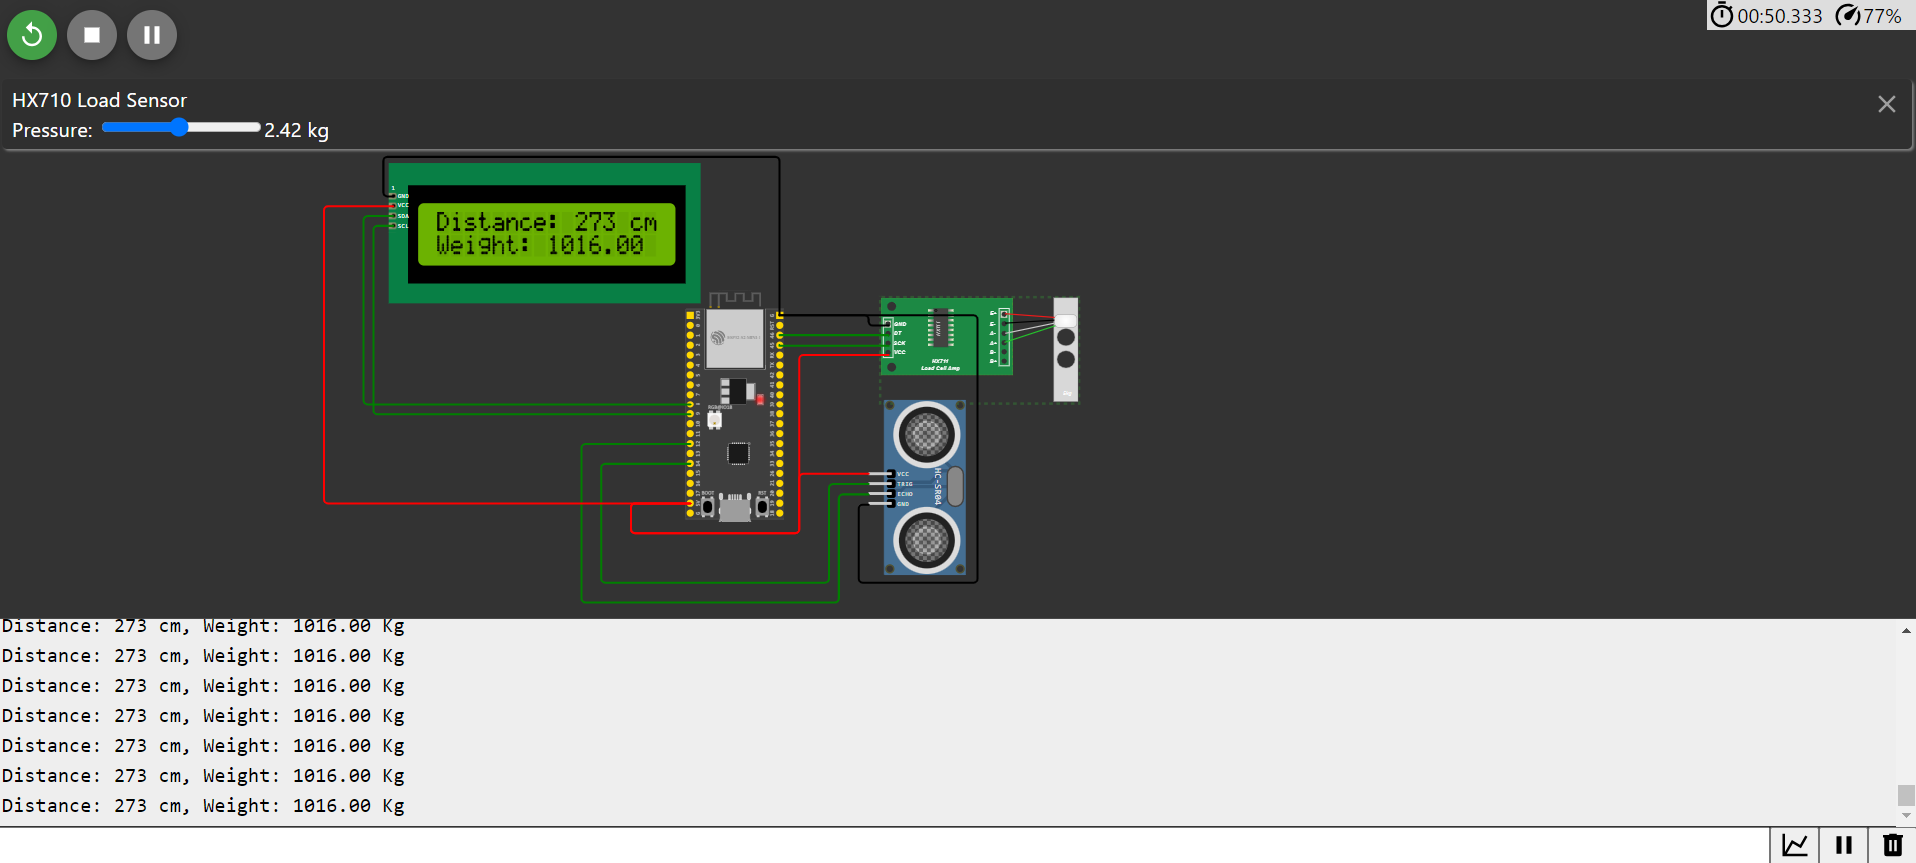 00:50.333 77%
HX710 Load Sensor
Pressure: 2.42 kg
1
GND
VCC
SDA
SCL
Distance: 273 cm
Weight: 1016.00
GND
DT
SCK
VCC
E+
E-
A-
A+
B-
B+
HX711
Load Cell Amp
BOOT
RST
VCC
TRIG
ECHO
GND
HC-SR04
Distance: 273 cm, Weight: 1016.00 Kg
Distance: 273 cm, Weight: 1016.00 Kg
Distance: 273 cm, Weight: 1016.00 Kg
Distance: 273 cm, Weight: 1016.00 Kg
Distance: 273 cm, Weight: 1016.00 Kg
Distance: 273 cm, Weight: 1016.00 Kg
Distance: 273 cm, Weight: 1016.00 Kg